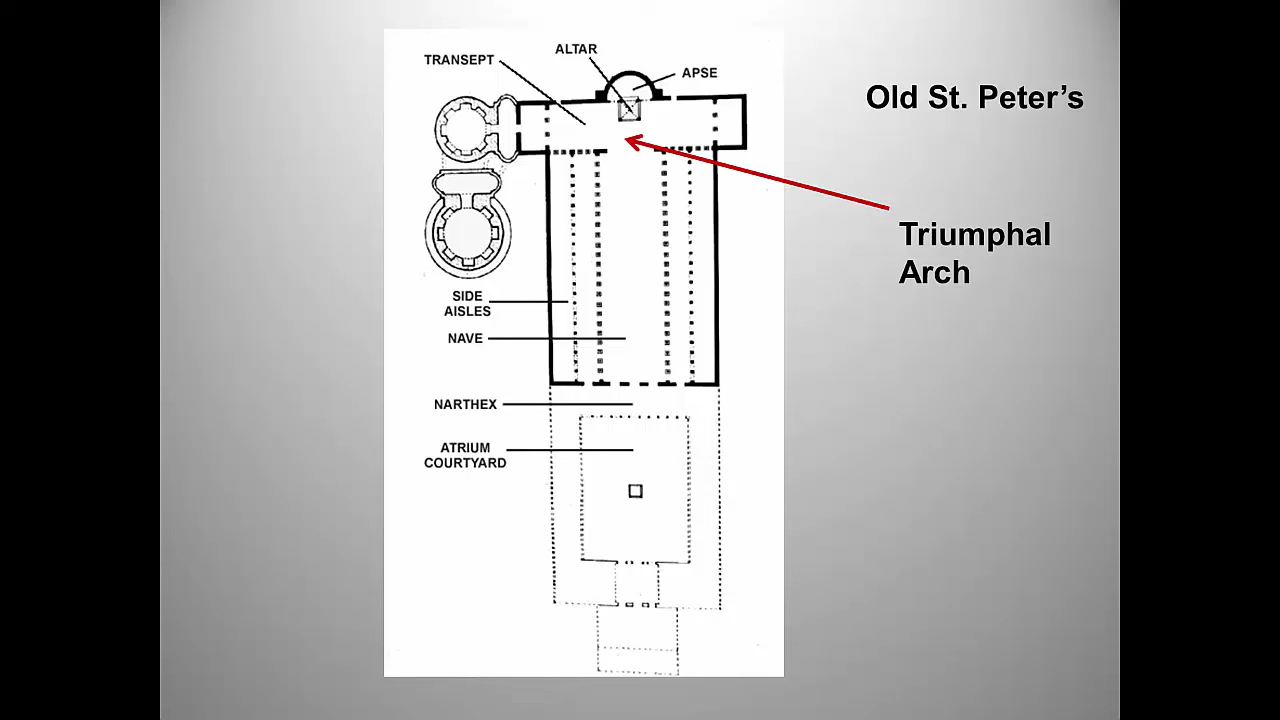 ALTAR
TRANSEPT
APSE
Old St. Peter's
Triumphal
Arch
SIDE
AISLES
NAVE
NARTHEX
ATRIUM
COURTYARD